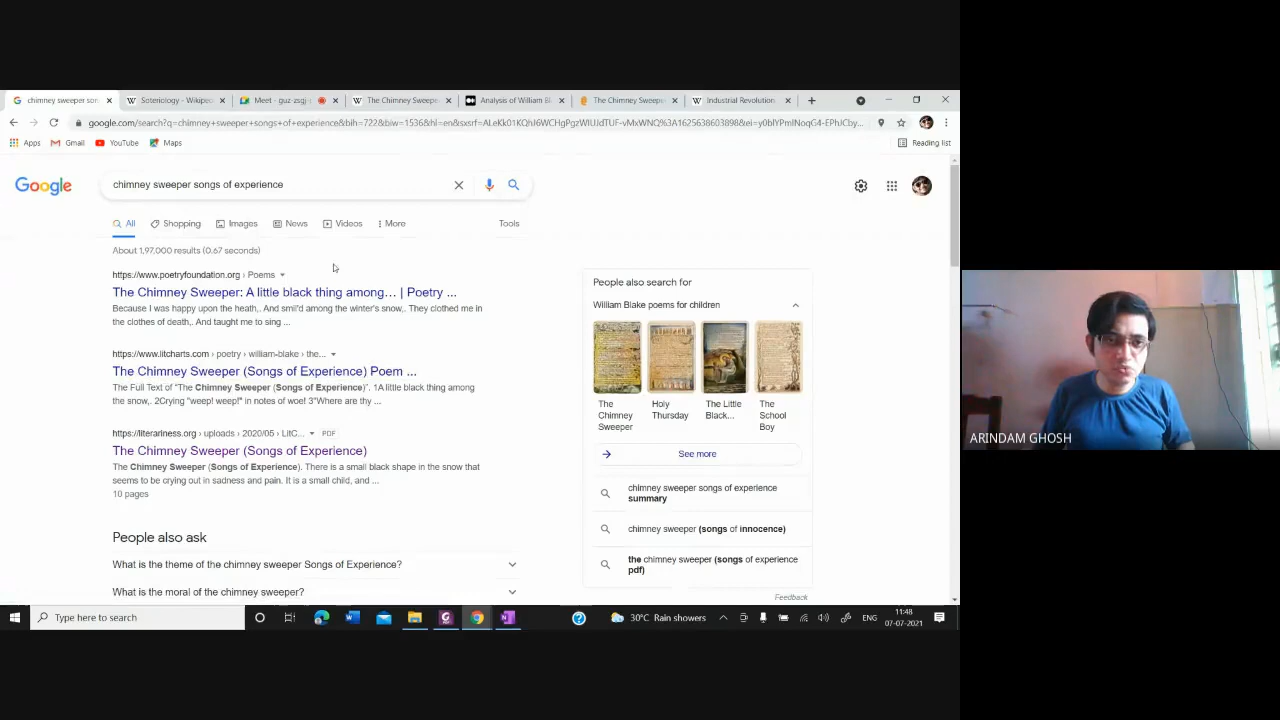 chimney sweeper son
Soteriology - Wikipe
Meet - guz-zsgj
The Chimney Sweepe
Analysis of William Bl
The Chimney Sweepe
Industrial Revolution
google.com/search?q=chimney+sweeper+songs+of+experience&bih=722&biw=1536&hl=en&sxsrf=
Apps
Gmail
YouTube
Maps
Reading list
Google
chimney sweeper songs of experience
All
Shopping
Images
News
Videos
More
Tools
About 1,97,000 results (0.67 seconds)
https://www.poetryfoundation.org › Poems
The Chimney Sweeper: A little black thing among… | Poetry ...
Because I was happy upon the heath,. And smil'd among the winter's snow,. They clothed me in
the clothes of death,. And taught me to sing ...
https://www.litcharts.com › poetry › william-blake › the...
The Chimney Sweeper (Songs of Experience) Poem ...
The Full Text of "The Chimney Sweeper (Songs of Experience)". 1A little black thing among
the snow,. 2Crying "weep! weep!" in notes of woe! 3"Where are thy ...
https://literariness.org › uploads › 2020/05 › LitC... PDF
The Chimney Sweeper (Songs of Experience)
The Chimney Sweeper (Songs of Experience). There is a small black shape in the snow that
seems to be crying out in sadness and pain. It is a small child, and ...
10 pages
People also ask
What is the theme of the chimney sweeper Songs of Experience?
What is the moral of the chimney sweeper?
People also search for
William Blake poems for children
The
Chimney
Sweeper
Holy
Thursday
The Little
Black...
The
School
Boy
See more
chimney sweeper songs of experience
summary
chimney sweeper (songs of innocence)
the chimney sweeper (songs of experience
pdf)
Feedback
Type here to search
30°C Rain showers
ENG
11:48
07-07-2021
ARINDAM GHOSH